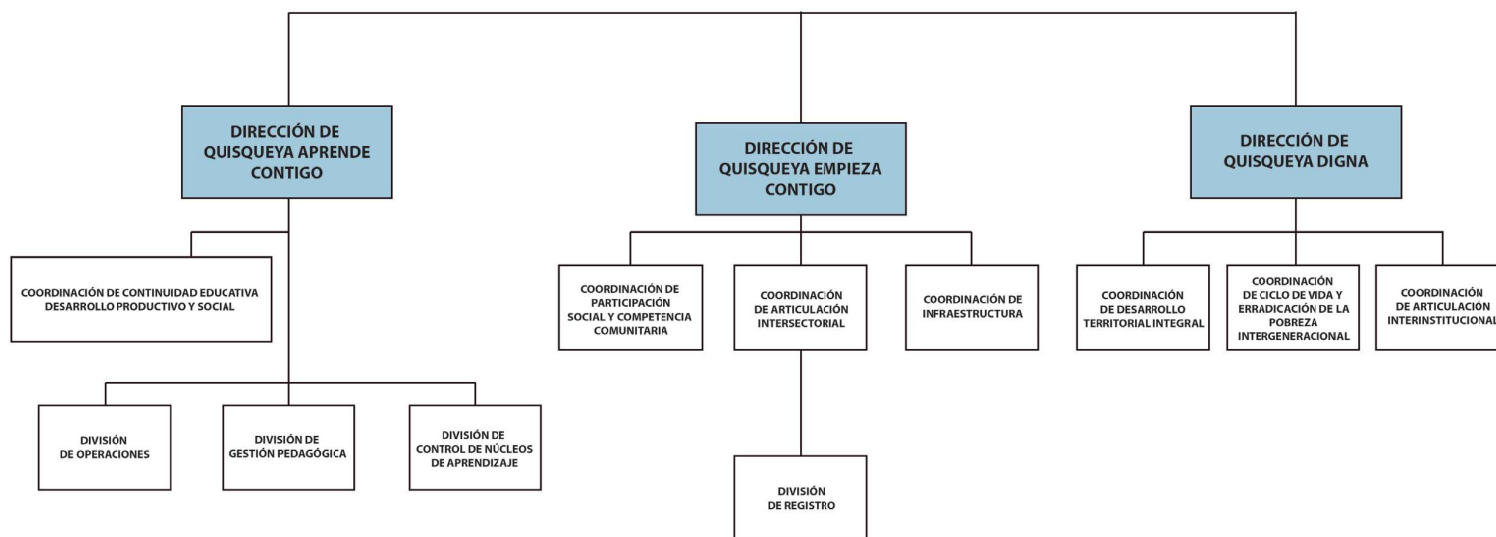 DIRECCIÓN DE
QUISQUEYA APRENDE
CONTIGO
DIRECCIÓN DE
QUISQUEYA EMPIEZA
CONTIGO
DIRECCIÓN DE
QUISQUEYA DIGNA
COORDINACIÓN DE CONTINUIDAD EDUCATIVA
DESARROLLO PRODUCTIVO Y SOCIAL
COORDINACIÓN DE
PARTICIPACIÓN
SOCIAL Y COMPETENCIA
COMUNITARIA
COORDINACIÓN
DE ARTICULACIÓN
INTERSECTORIAL
COORDINACIÓN DE
INFRAESTRUCTURA
COORDINACIÓN
DE DESARROLLO
TERRITORIAL INTEGRAL
COORDINACIÓN
DE CICLO DE VIDA Y
ERRADICACIÓN DE LA
POBREZA
INTERGENERACIONAL
COORDINACIÓN
DE ARTICULACIÓN
INTERINSTITUCIONAL
DIVISIÓN
DE OPERACIONES
DIVISIÓN DE
GESTIÓN PEDAGÓGICA
DIVISIÓN DE
CONTROL DE NÚCLEOS
DE APRENDIZAJE
DIVISIÓN
DE REGISTRO